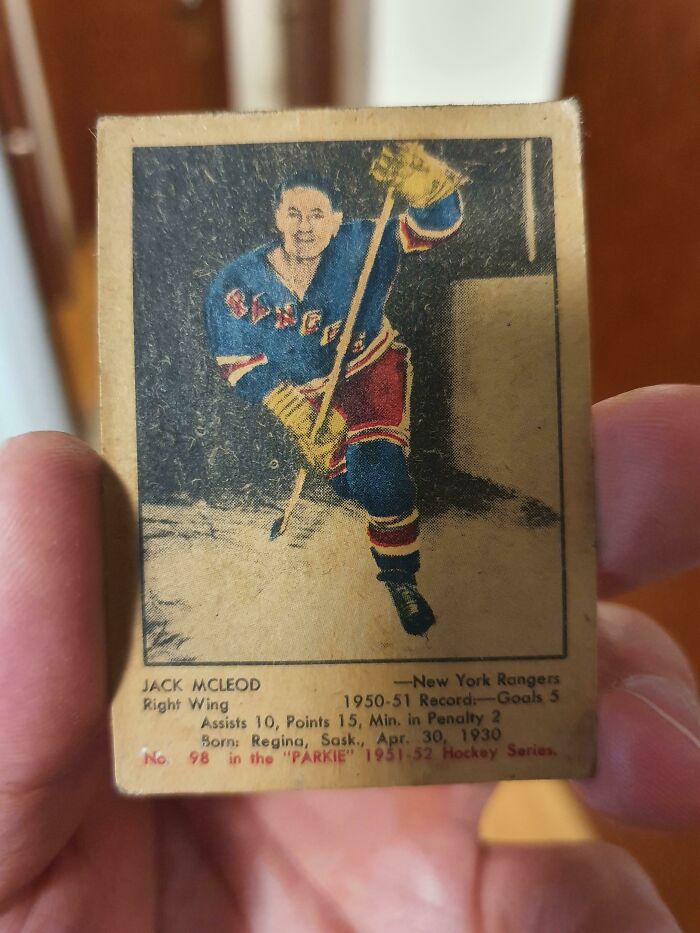 RANGERS
JACK MCLEOD —New York Rangers
Right Wing 1950-51 Record:—Goals 5
Assists 10, Points 15, Min. in Penalty 2
Born: Regina, Sask., Apr. 30, 1930
No. 98 in the "PARKIE" 1951-52 Hockey Series.